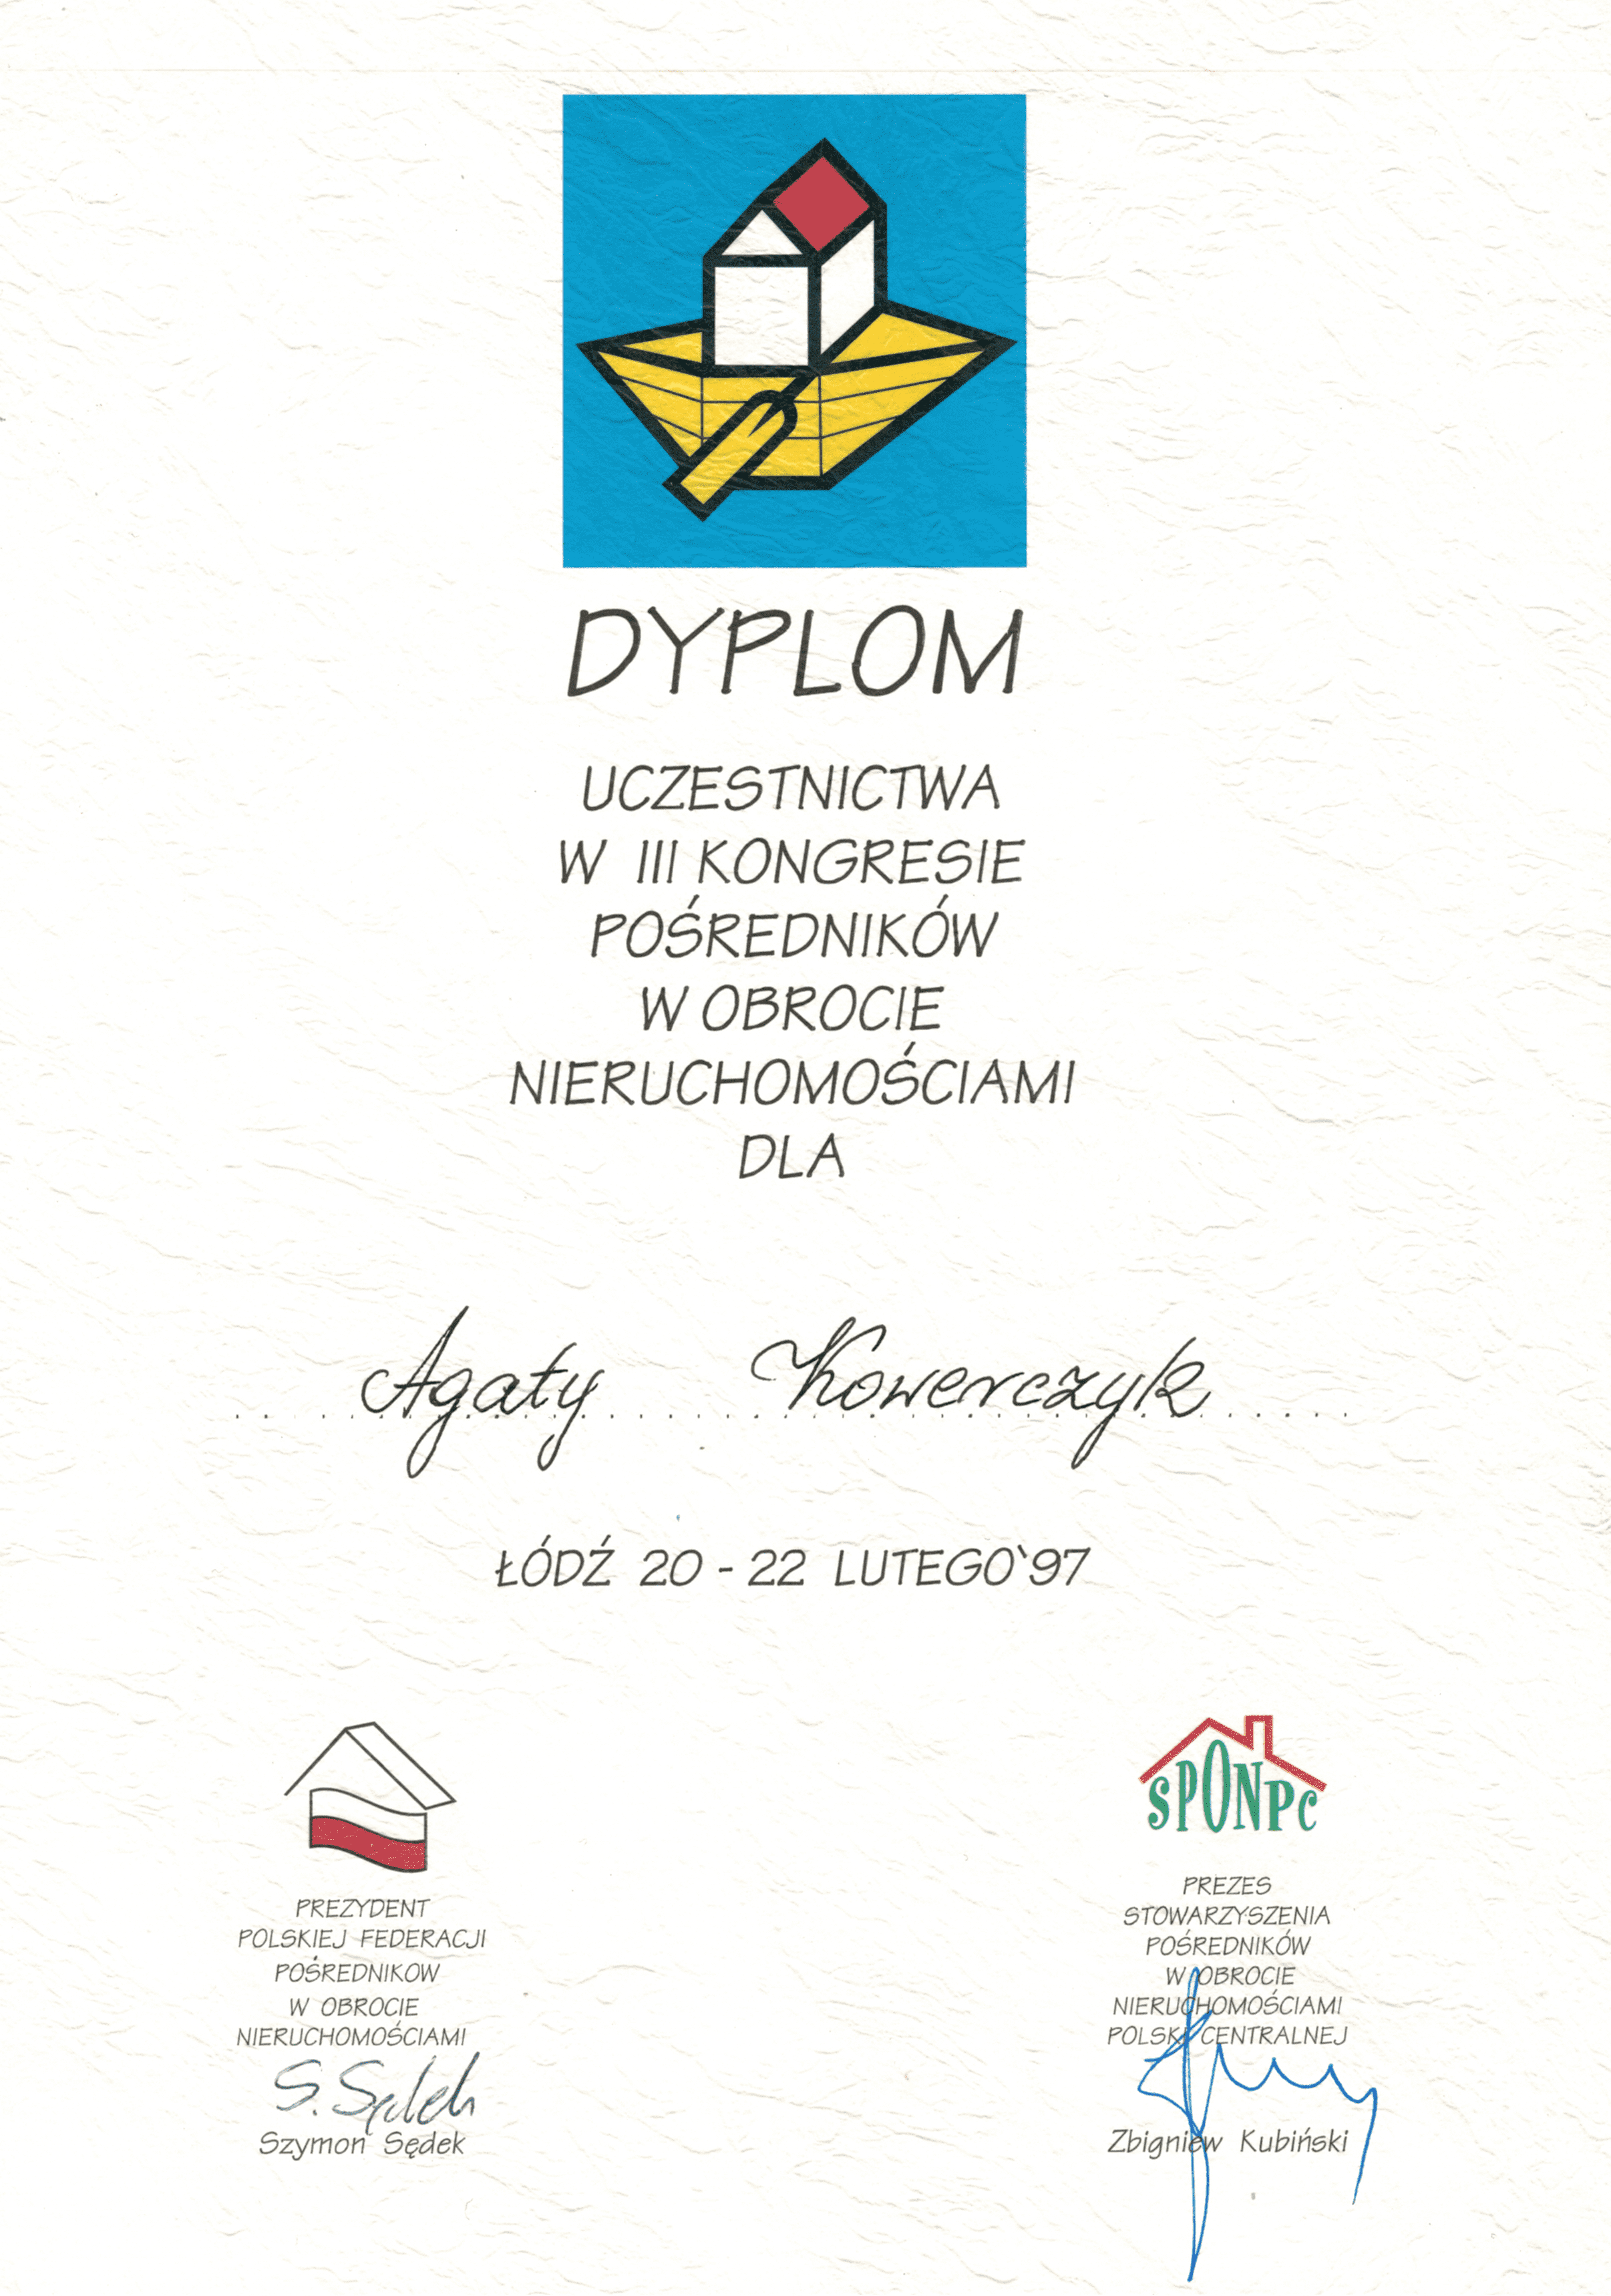 DYPLOM
UCZESTNICTWA
W III KONGRESIE
POŚREDNIKÓW
W OBROCIE
NIERUCHOMOŚCIAMI
DLA
Agaty Kowerczyk
ŁÓDŹ 20 - 22 LUTEGO`97
PREZYDENT
POLSKIEJ FEDERACJI
POŚREDNIKOW
W OBROCIE
NIERUCHOMOŚCIAMI
S. Sędek
Szymon Sędek
SPONPC
PREZES
STOWARZYSZENIA
POŚREDNIKÓW
W OBROCIE
NIERUCHOMOŚCIAMI
POLSKI CENTRALNEJ
Zbigniew Kubiński